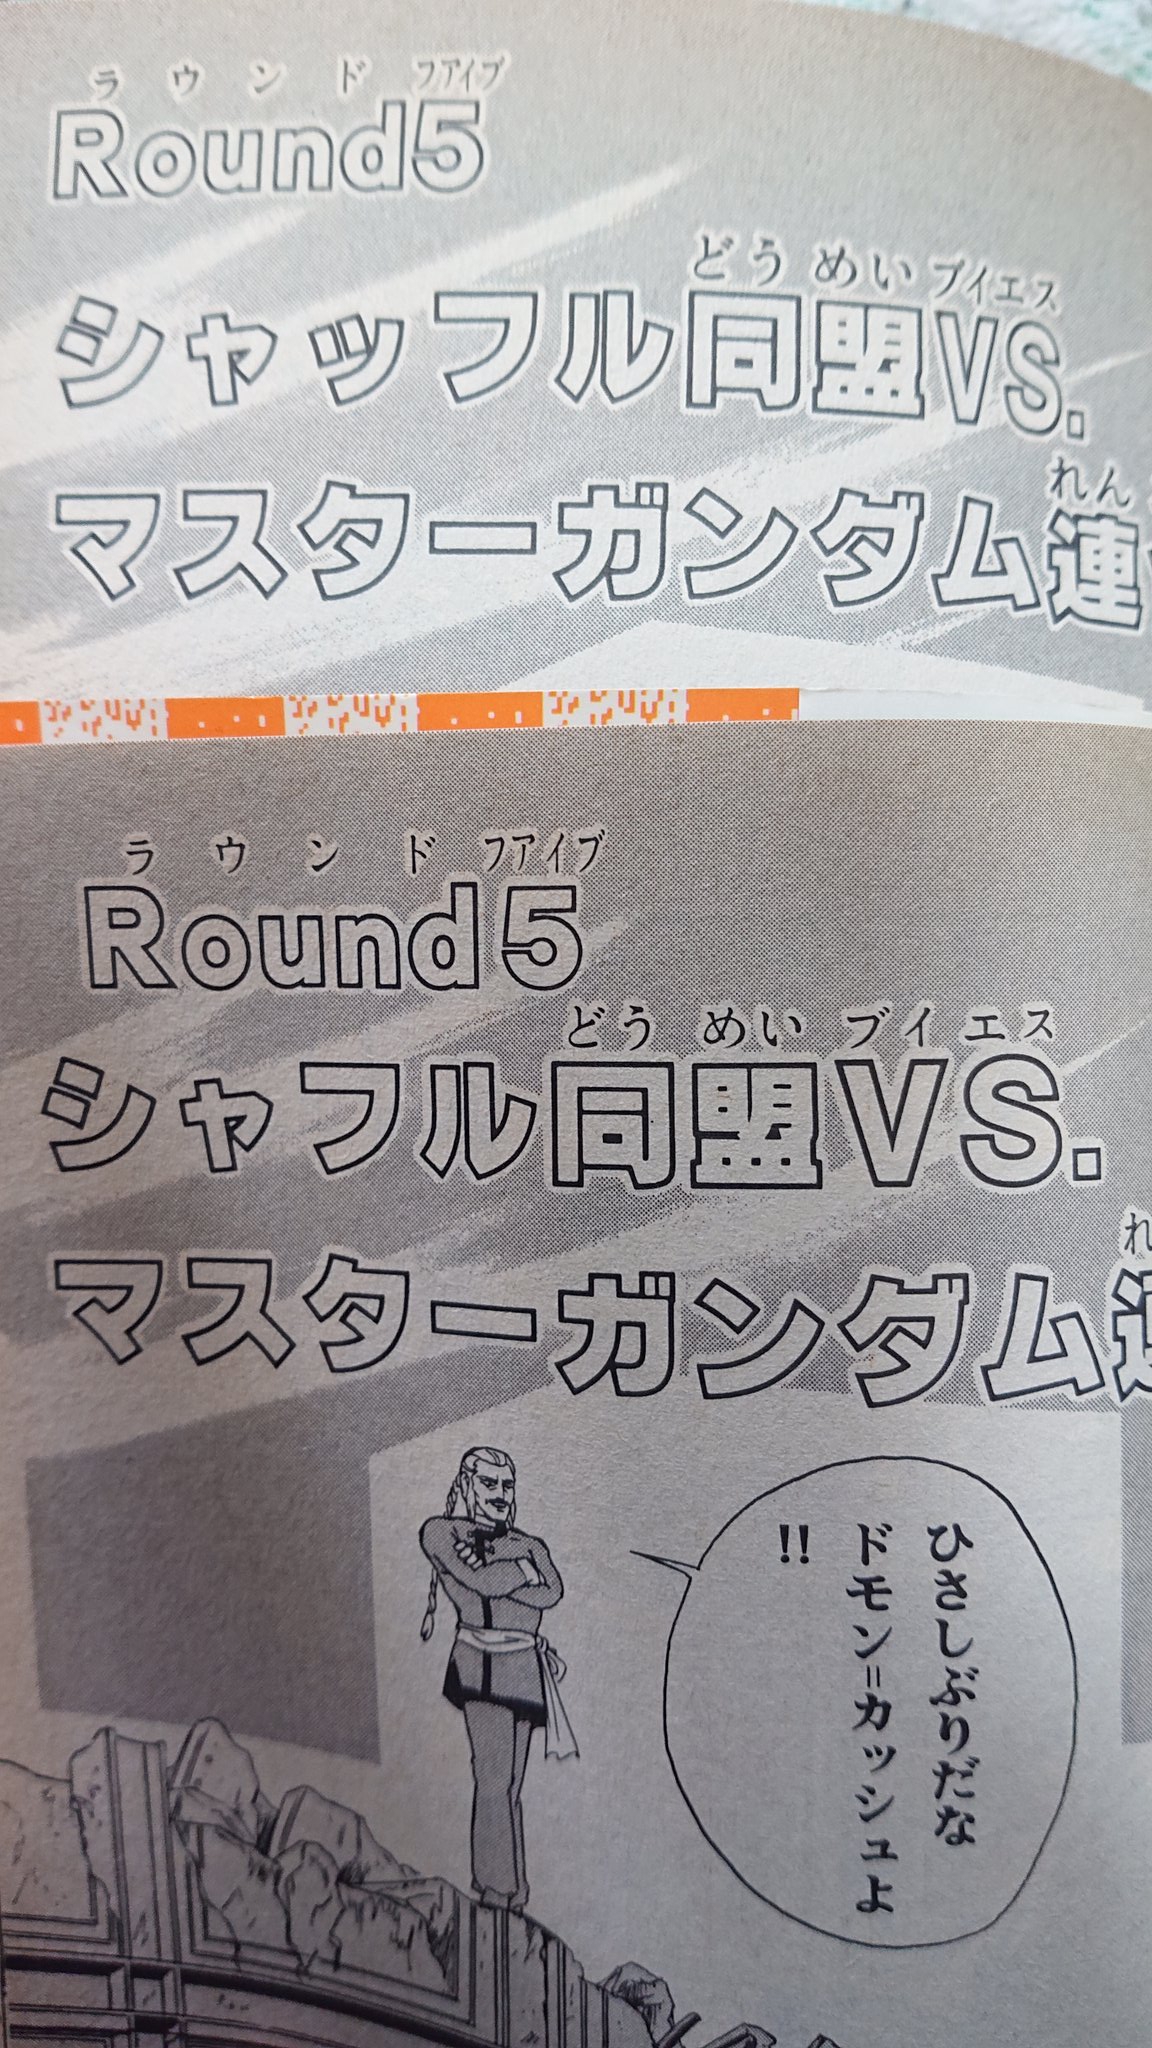 ラウンド ファイブ
Round5
どうめい ブイエス
シャッフル同盟VS.
れん
マスターガンダム連
ラウンド ファイブ
Round5
どうめい ブイエス
シャフル同盟VS.
れ
マスターガンダム連
ひさしぶりだな
ドモン=カッシュよ
!!